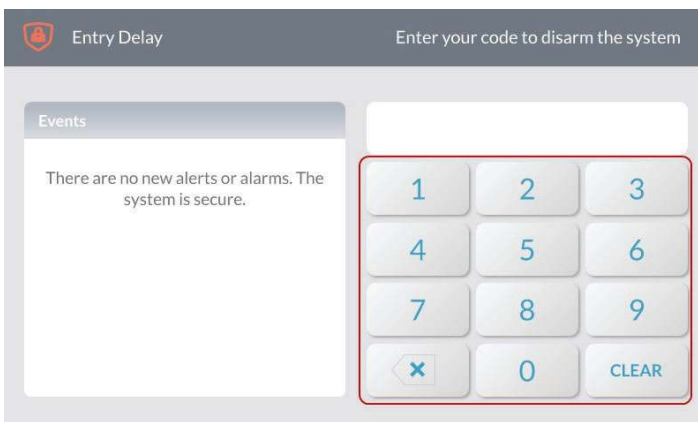 Entry Delay
Enter your code to disarm the system
Events
There are no new alerts or alarms. The
system is secure.
1 2 3
4 5 6
7 8 9
0 CLEAR